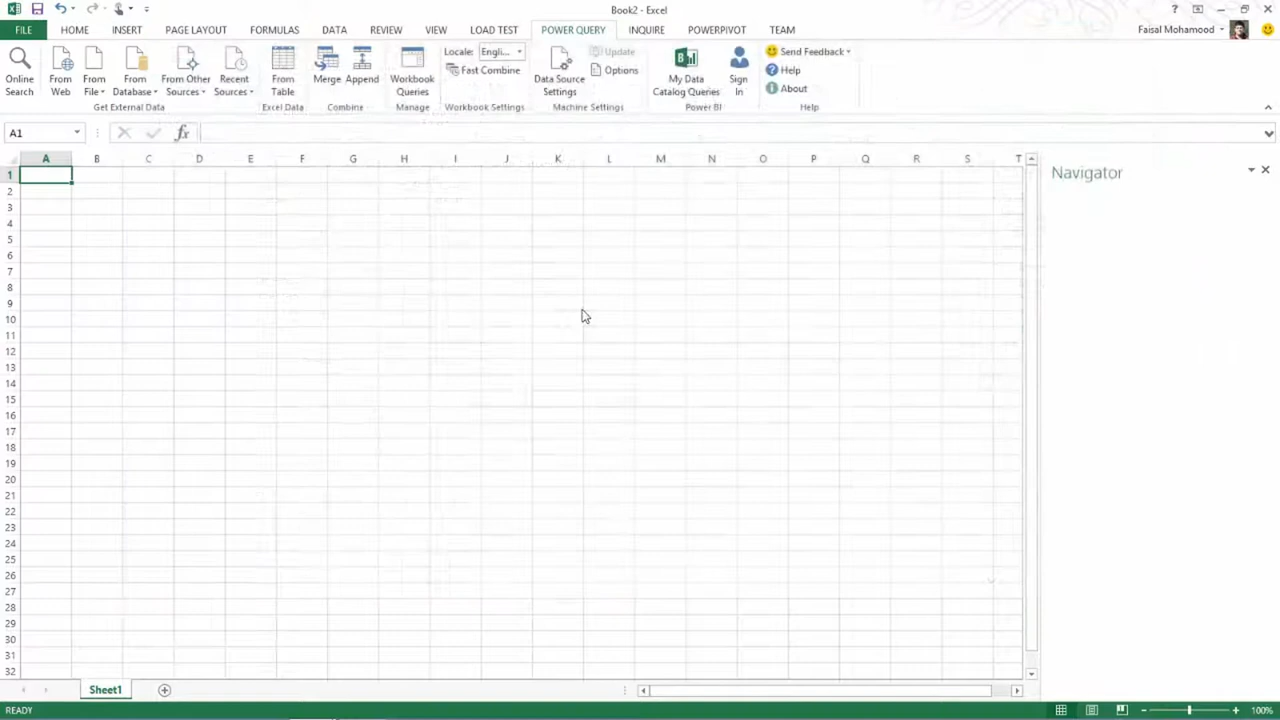 Book2 - Excel
?
FILE HOME INSERT PAGE LAYOUT FORMULAS DATA REVIEW VIEW LOAD TEST POWER QUERY INQUIRE POWERPIVOT TEAM
Faisal Mohamood
Online Search
From Web
From File
From Database
From Other Sources
Recent Sources
Get External Data
From Table
Excel Data
Merge
Append
Combine
Workbook Queries
Manage
Locale: Engli...
Fast Combine
Workbook Settings
Data Source Settings
Update
Options
Machine Settings
My Data Catalog Queries
Sign In
Power BI
Send Feedback
Help
About
Help
A1
fx
A B C D E F G H I J K L M N O P Q R S T
Navigator
1
2
3
4
5
6
7
8
9
10
11
12
13
14
15
16
17
18
19
20
21
22
23
24
25
26
27
28
29
30
31
32
Sheet1
READY
100%